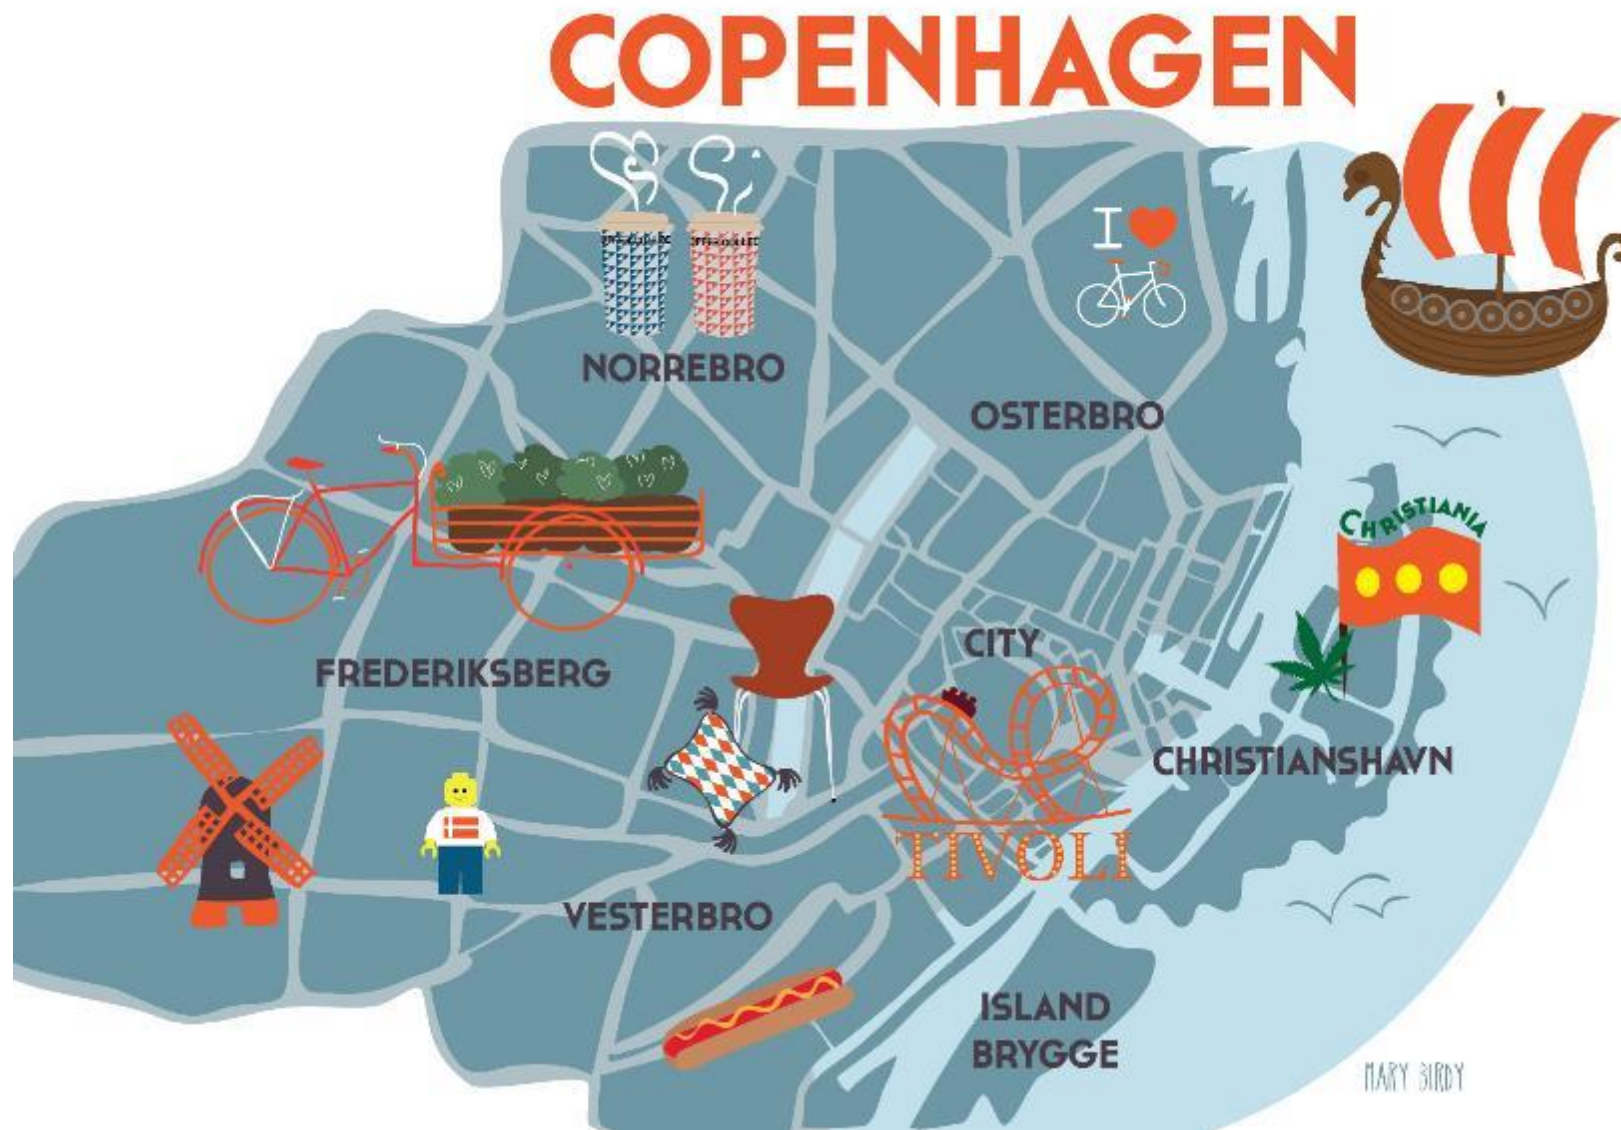 COPENHAGEN
I
NORREBRO
OSTERBRO
CHRISTIANIA
CITY
FREDERIKSBERG
CHRISTIANSHAVN
TIVOLI
VESTERBRO
ISLAND
BRYGGE
MARY BIRDY